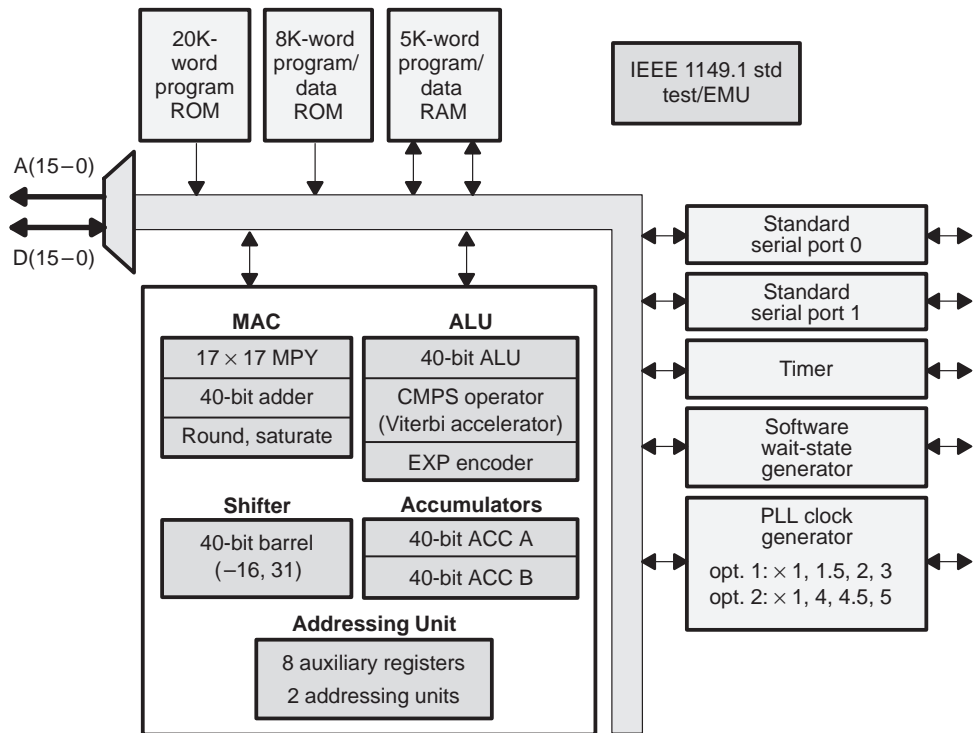 20K-
word
program
ROM
8K-word
program/
data
ROM
5K-word
program/
data
RAM
IEEE 1149.1 std
test/EMU
A(15−0)
D(15−0)
Standard
serial port 0
Standard
serial port 1
Timer
Software
wait-state
generator
PLL clock
generator
opt. 1: × 1, 1.5, 2, 3
opt. 2: × 1, 4, 4.5, 5
MAC
17 × 17 MPY
40-bit adder
Round, saturate
ALU
40-bit ALU
CMPS operator
(Viterbi accelerator)
EXP encoder
Shifter
40-bit barrel
(−16, 31)
Accumulators
40-bit ACC A
40-bit ACC B
Addressing Unit
8 auxiliary registers
2 addressing units